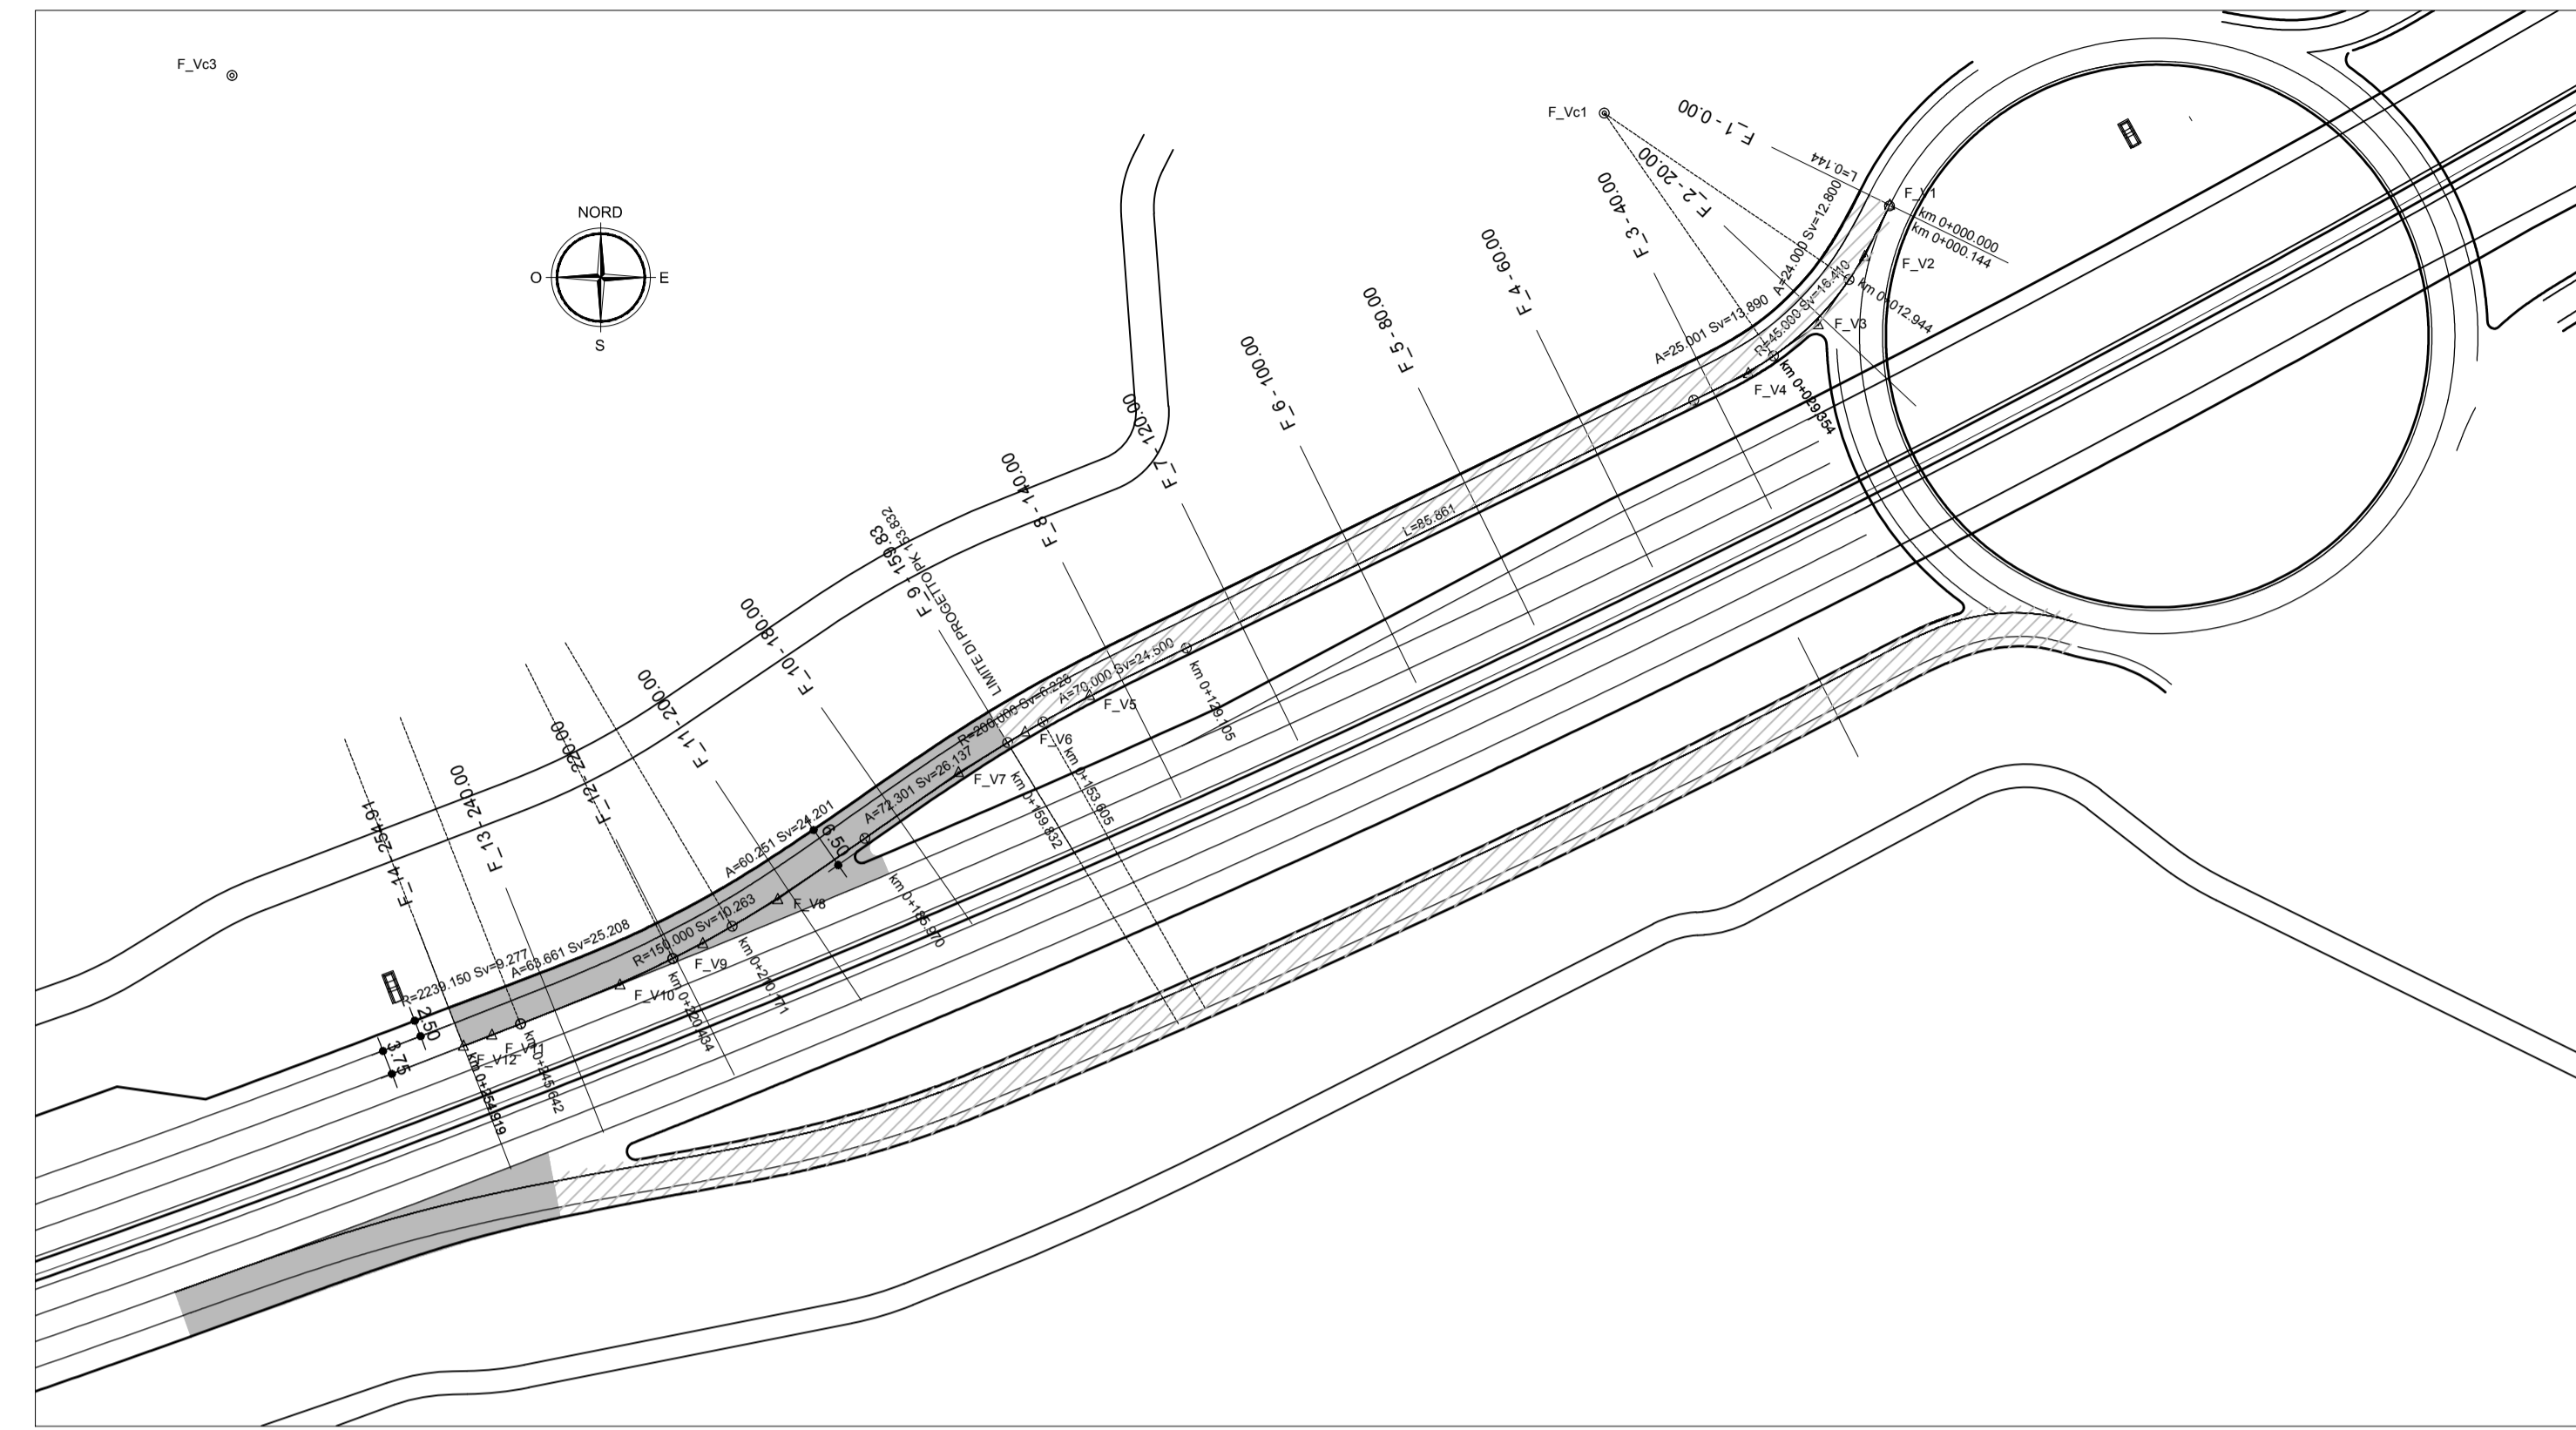 F_Vc3
NORD
O
E
S
F_Vc1
F_1 - 0.00
L=0.144
F_V1
km 0+000.000
km 0+000.144
F_2 - 20.00
A=24.000 Sv=12.800
F_V2
km 0+012.944
R=45.000 Sv=16.410
F_V3
F_3 - 40.00
A=25.001 Sv=13.890
F_V4
km 0+029.354
F_4 - 60.00
F_5 - 80.00
L=85.861
F_6 - 100.00
F_7 - 120.00
F_8 - 140.00
km 0+129.105
A=70.000 Sv=24.500
F_V5
LIMITE DI PROGETTO PK 153.832
F_9 - 159.83
R=200.000 Sv=6.228
F_V6
km 0+153.605
km 0+159.832
A=72.301 Sv=26.137
F_V7
F_10 - 180.00
6.50
km 0+185.970
A=60.251 Sv=24.201
F_V8
F_11 - 200.00
km 0+210.171
R=150.000 Sv=10.263
F_V9
F_12 - 220.00
km 0+220.434
A=63.661 Sv=25.208
F_V10
F_13 - 240.00
km 0+245.642
R=2239.150 Sv=9.277
F_V11
F_V12
F_14 - 254.91
km 0+254.919
2.50
3.75